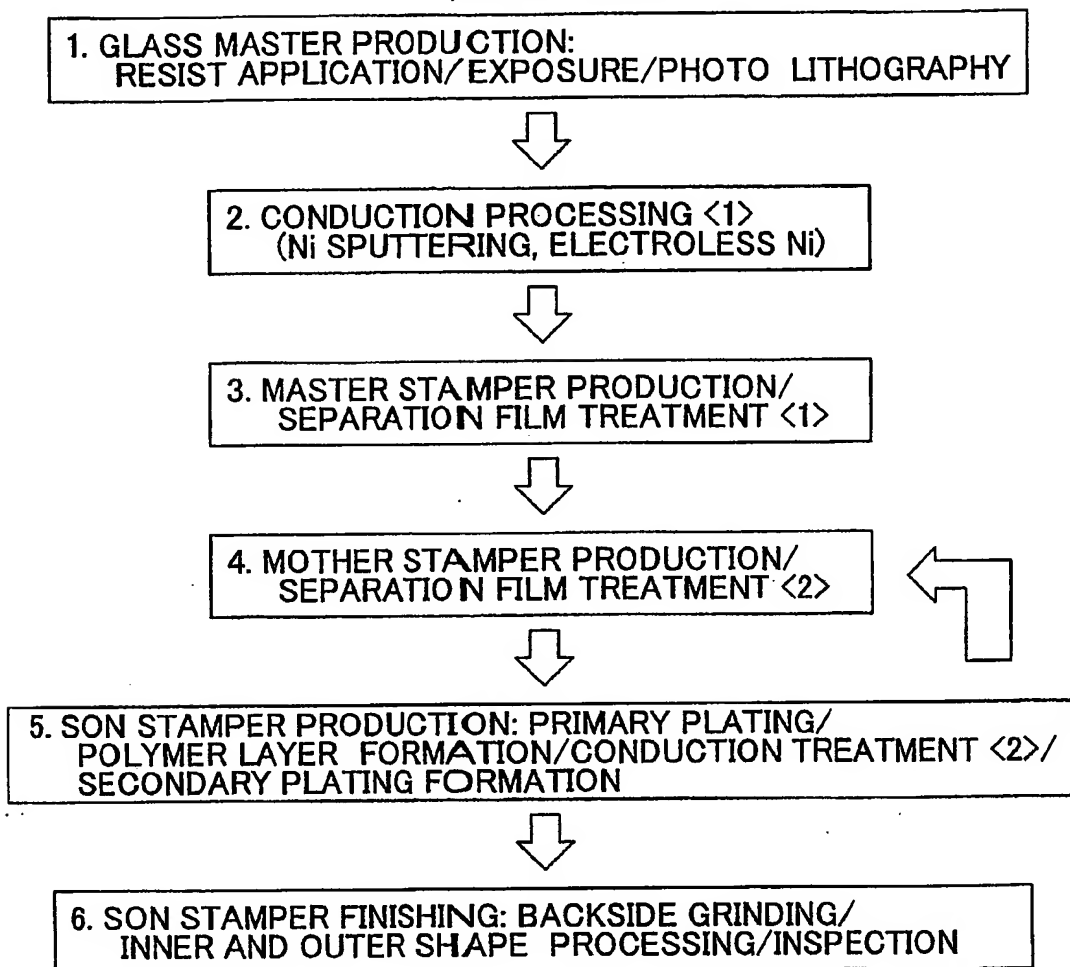 1. GLASS MASTER PRODUCTION:
RESIST APPLICATION/EXPOSURE/PHOTO LITHOGRAPHY
2. CONDUCTION PROCESSING <1>
(Ni SPUTTERING, ELECTROLESS Ni)
3. MASTER STAMPER PRODUCTION/
SEPARATION FILM TREATMENT <1>
4. MOTHER STAMPER PRODUCTION/
SEPARATION FILM TREATMENT <2>
5. SON STAMPER PRODUCTION: PRIMARY PLATING/
POLYMER LAYER FORMATION/CONDUCTION TREATMENT <2>/
SECONDARY PLATING FORMATION
6. SON STAMPER FINISHING: BACKSIDE GRINDING/
INNER AND OUTER SHAPE PROCESSING/INSPECTION